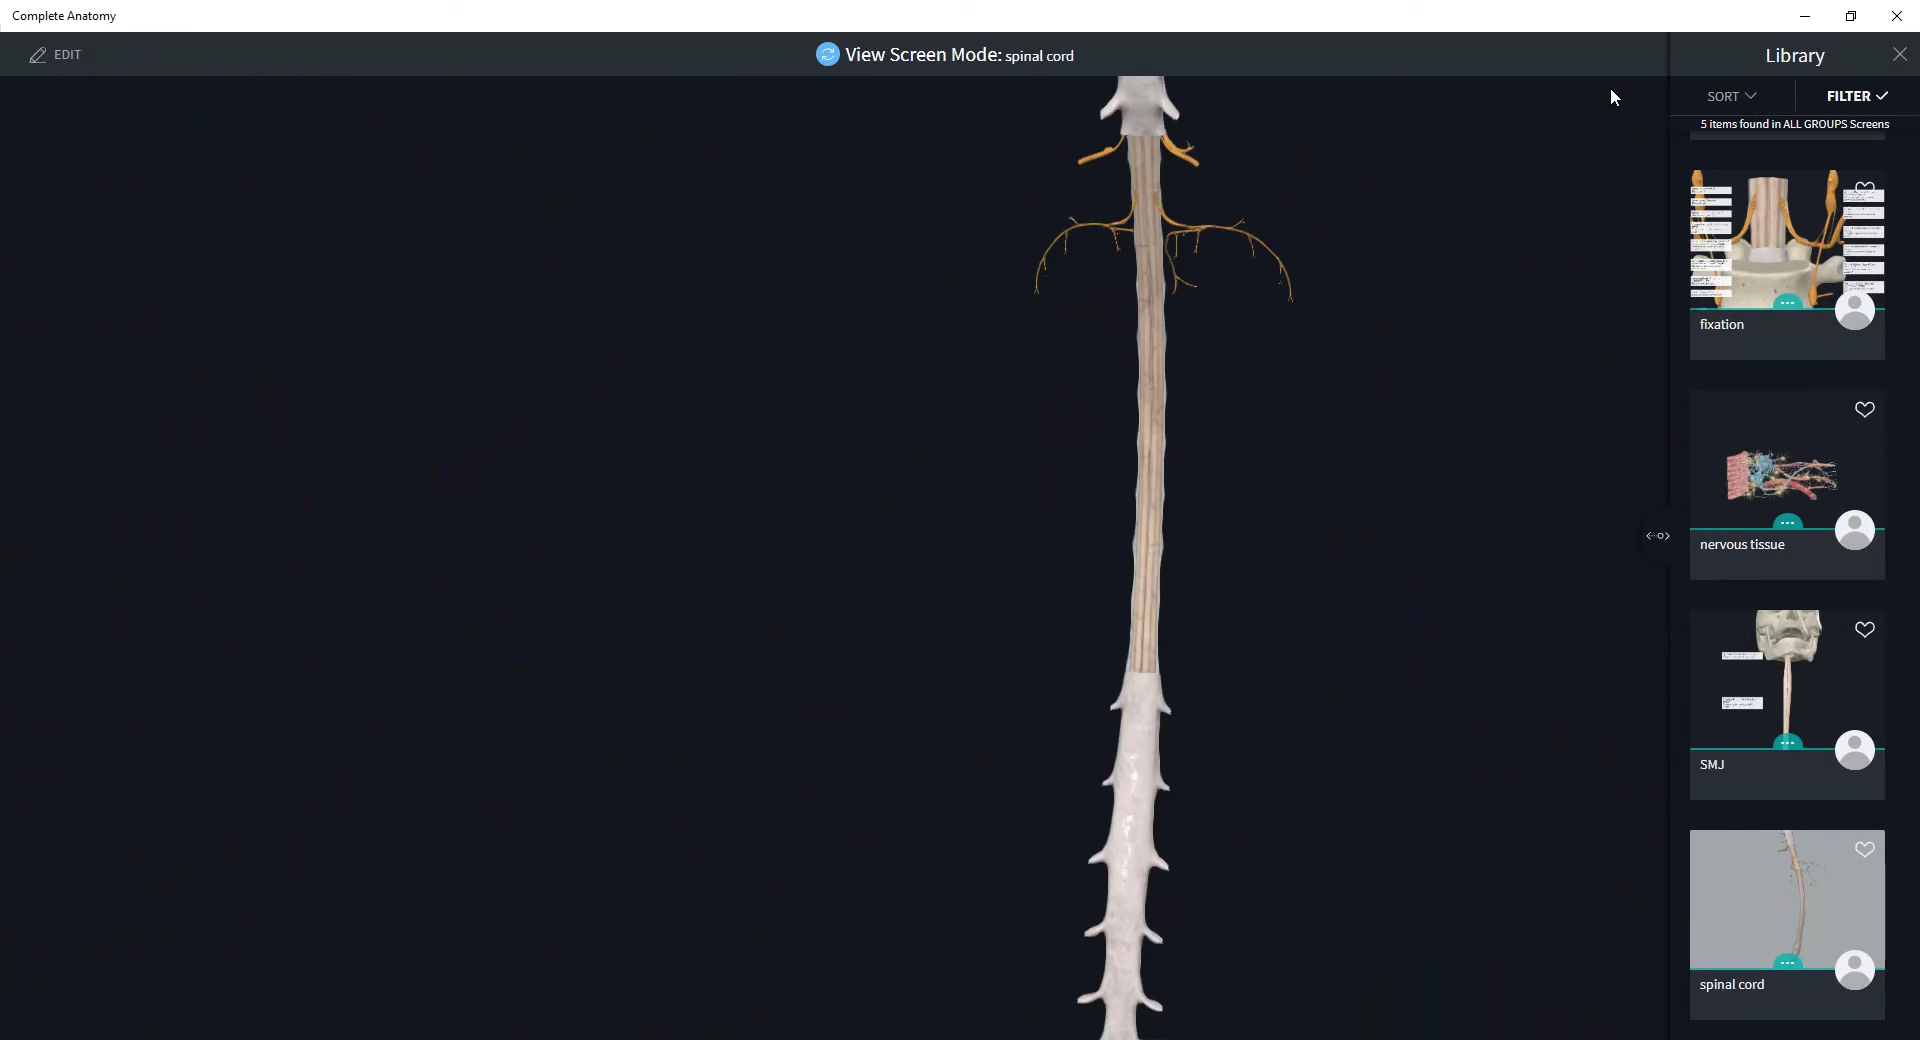 Complete Anatomy
EDIT
View Screen Mode: spinal cord
Library
SORT
FILTER
5 items found in ALL GROUPS Screens
fixation
nervous tissue
SMJ
spinal cord